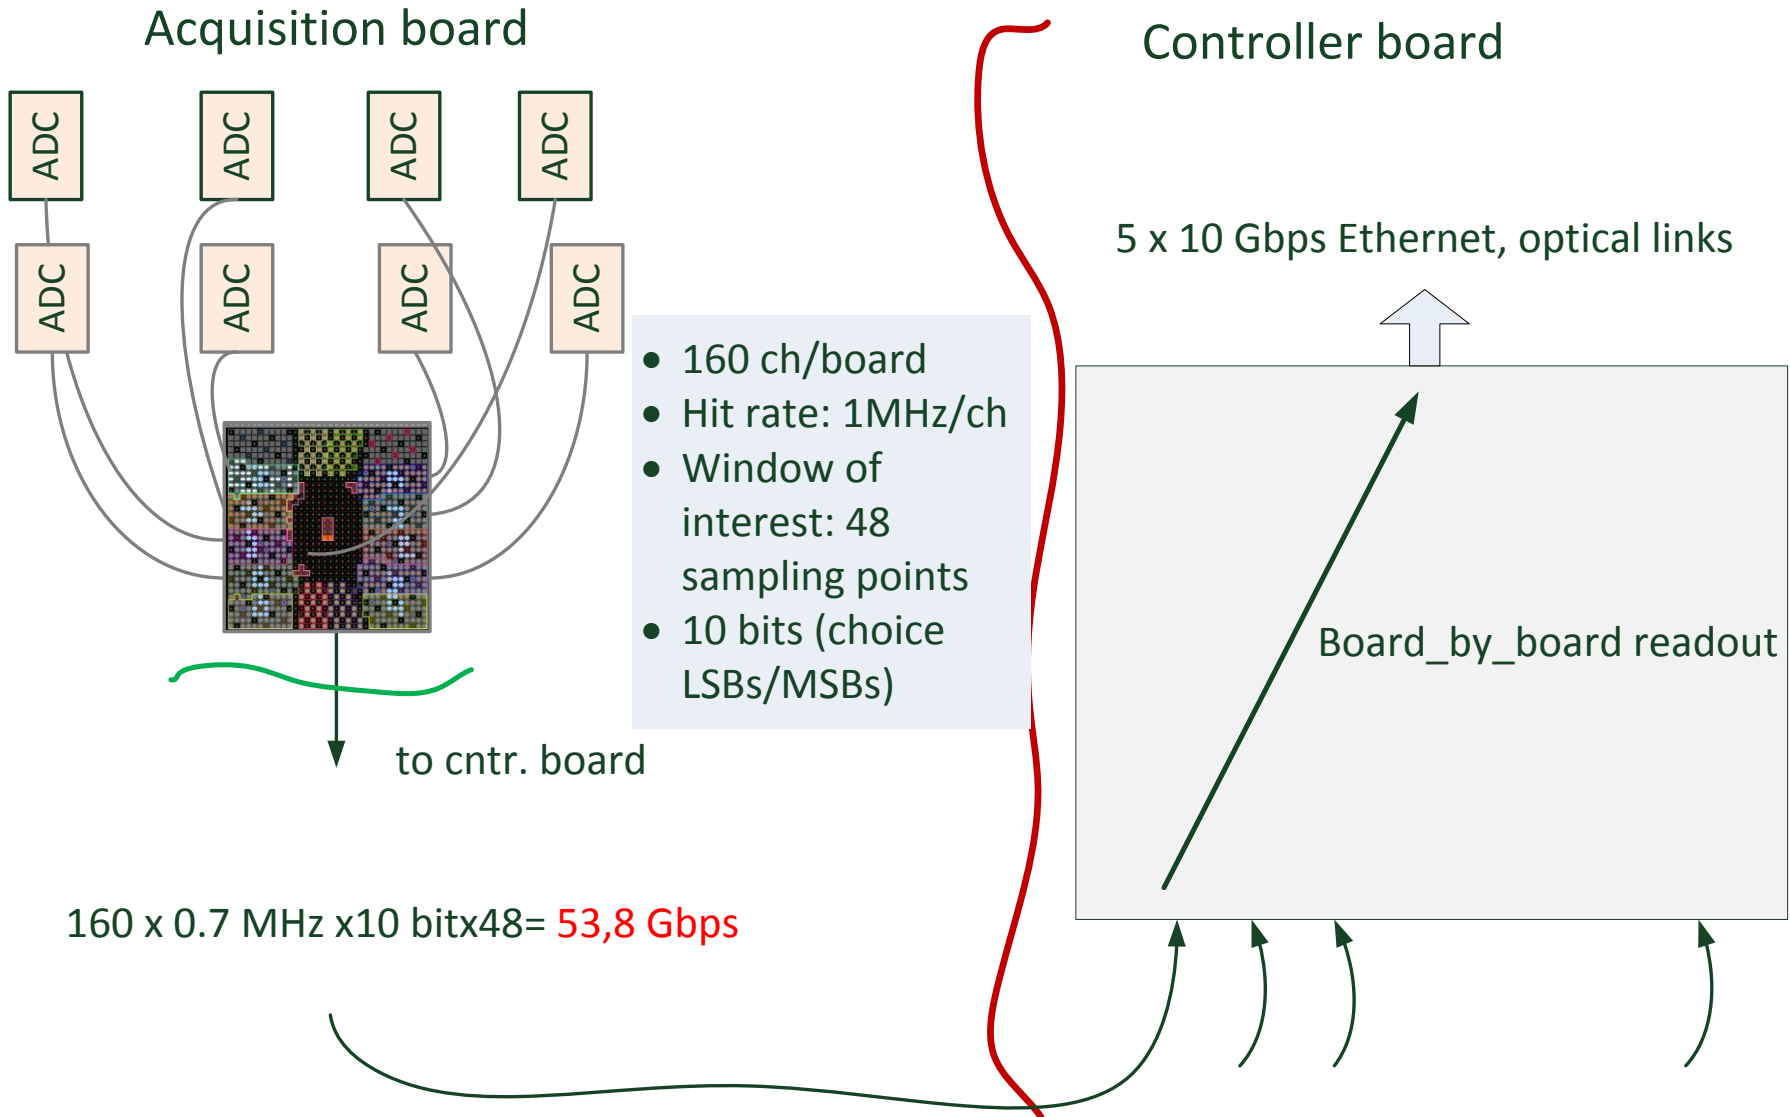 Acquisition board
Controller board
ADC
ADC
ADC
ADC
ADC
ADC
ADC
ADC
5 x 10 Gbps Ethernet, optical links
• 160 ch/board
• Hit rate: 1MHz/ch
• Window of
interest: 48
sampling points
• 10 bits (choice
LSBs/MSBs)
Board_by_board readout
to cntr. board
160 x 0.7 MHz x10 bitx48= 53,8 Gbps